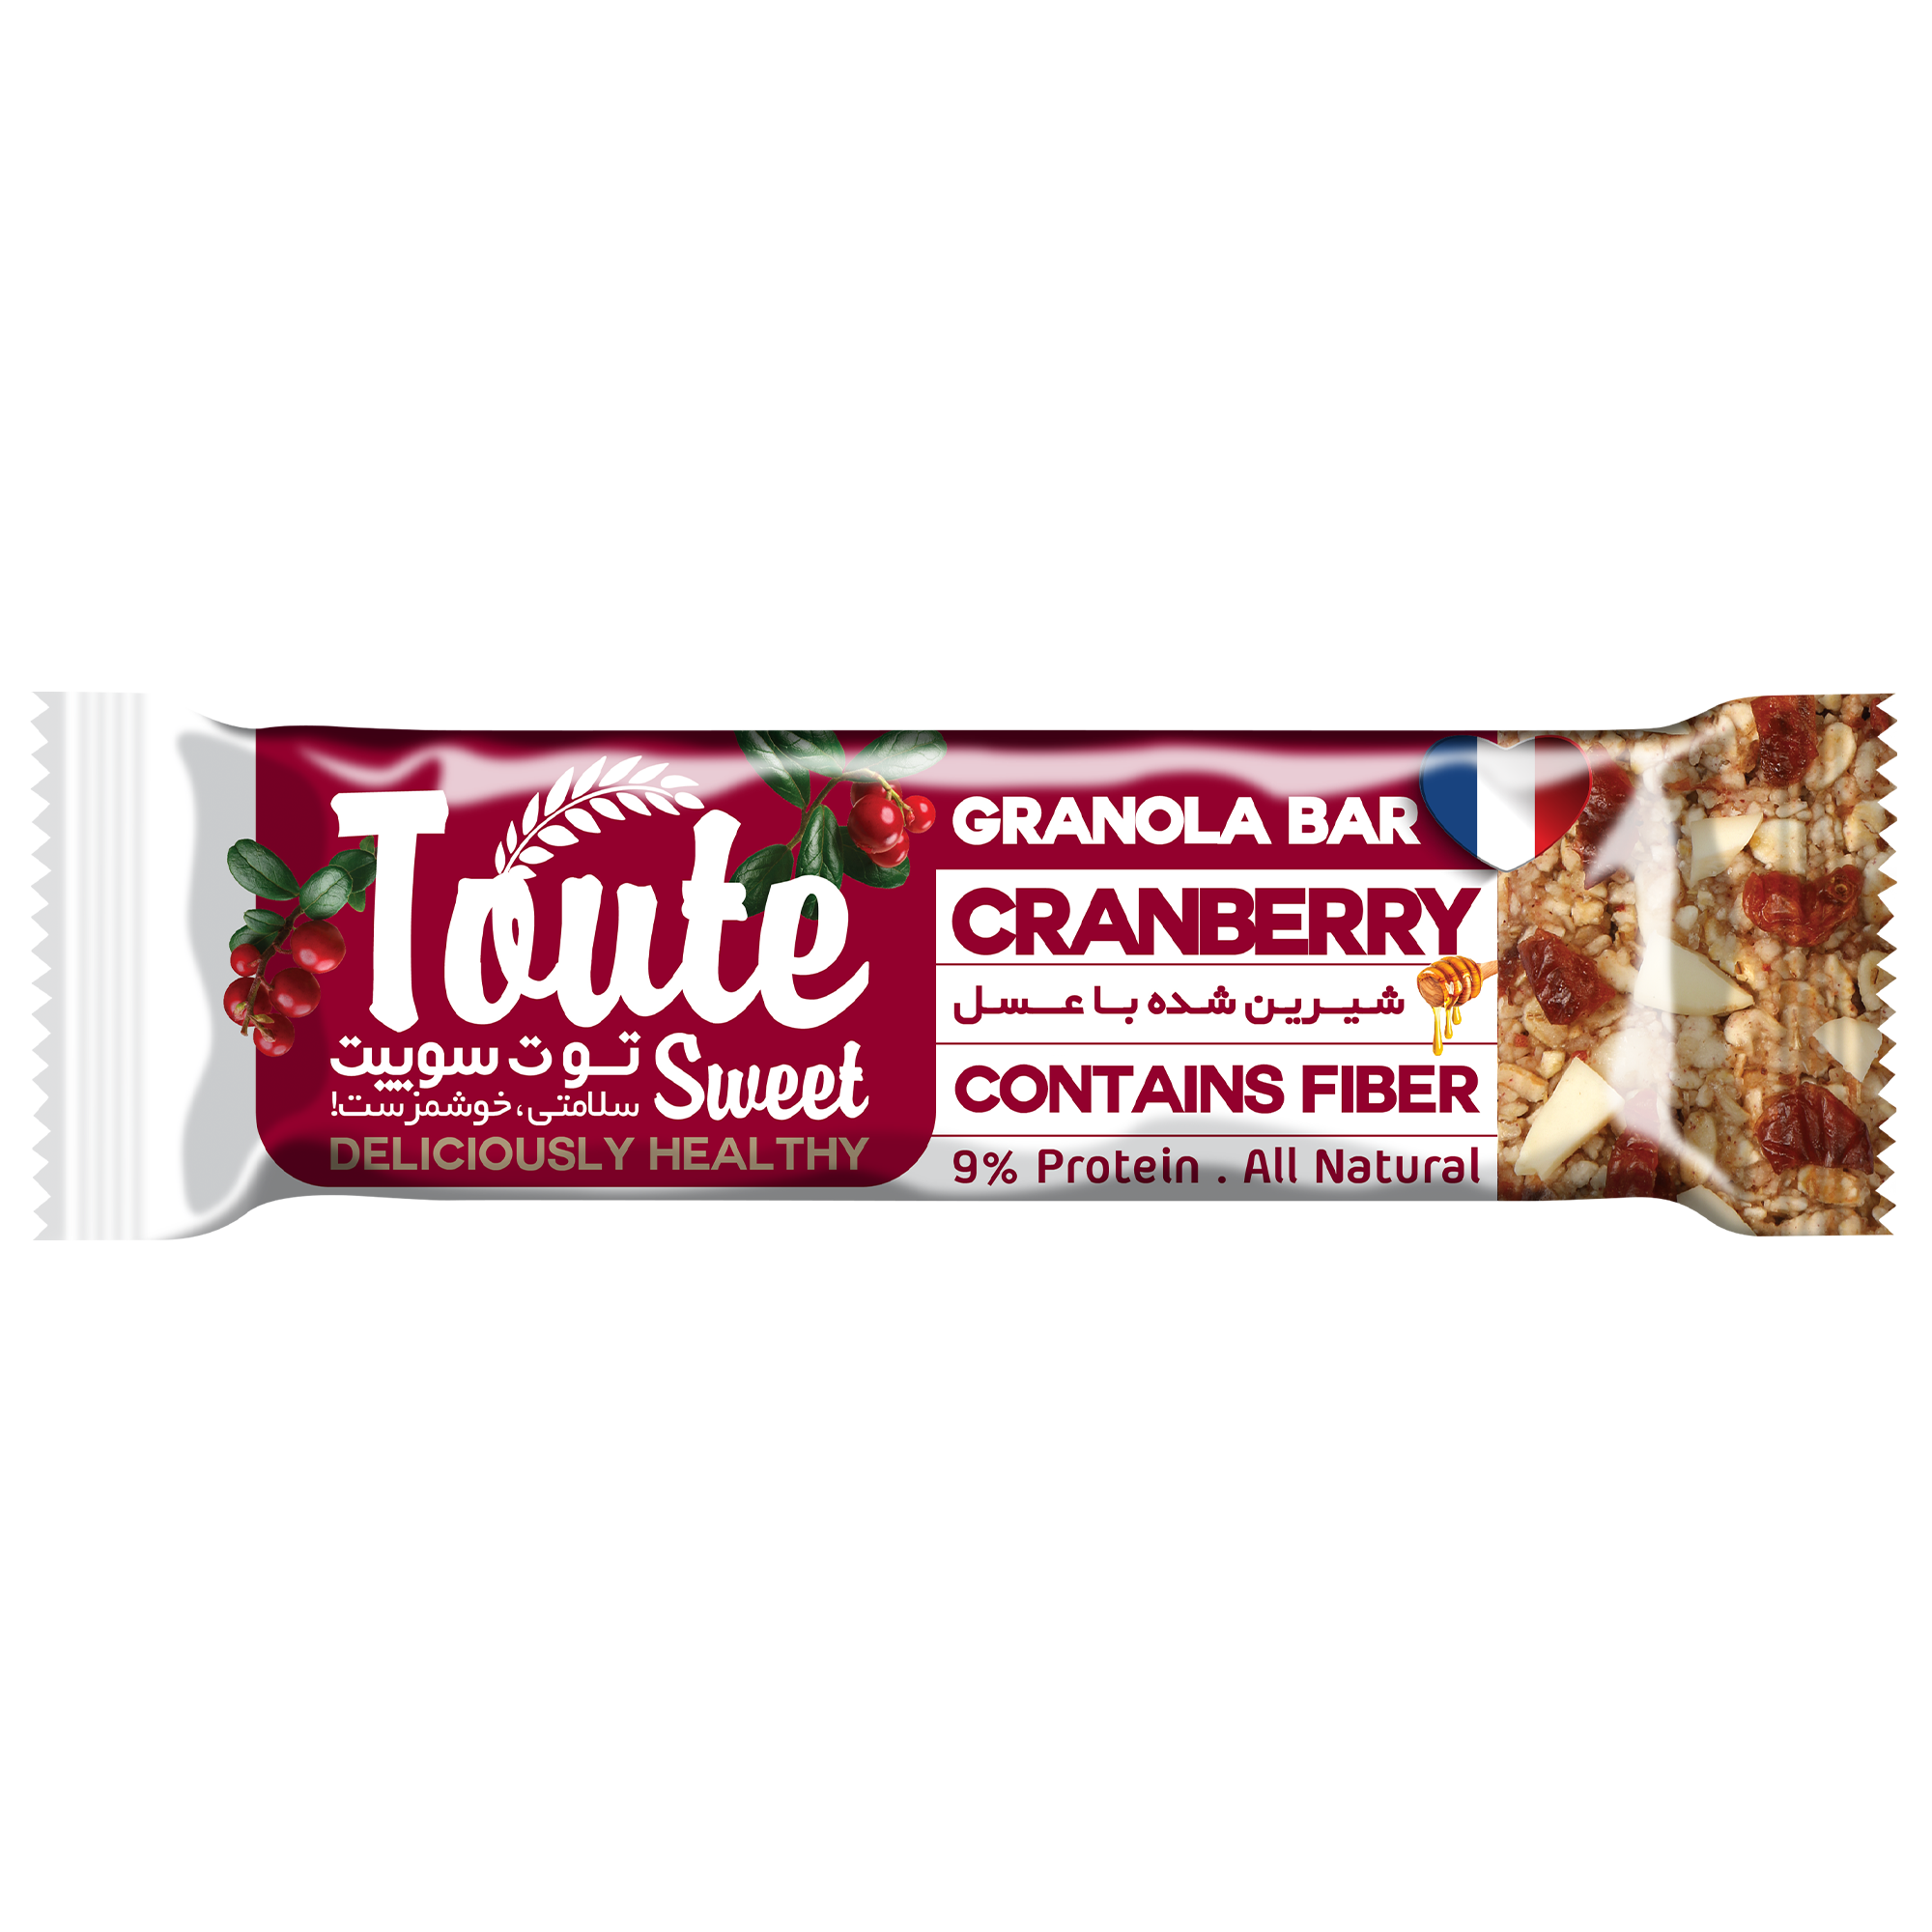 Toute
Sweet
توت سوییت
سلامتی، خوشمزست!
DELICIOUSLY HEALTHY
GRANOLA BAR
CRANBERRY
شیرین شده با عسل
CONTAINS FIBER
9% Protein . All Natural